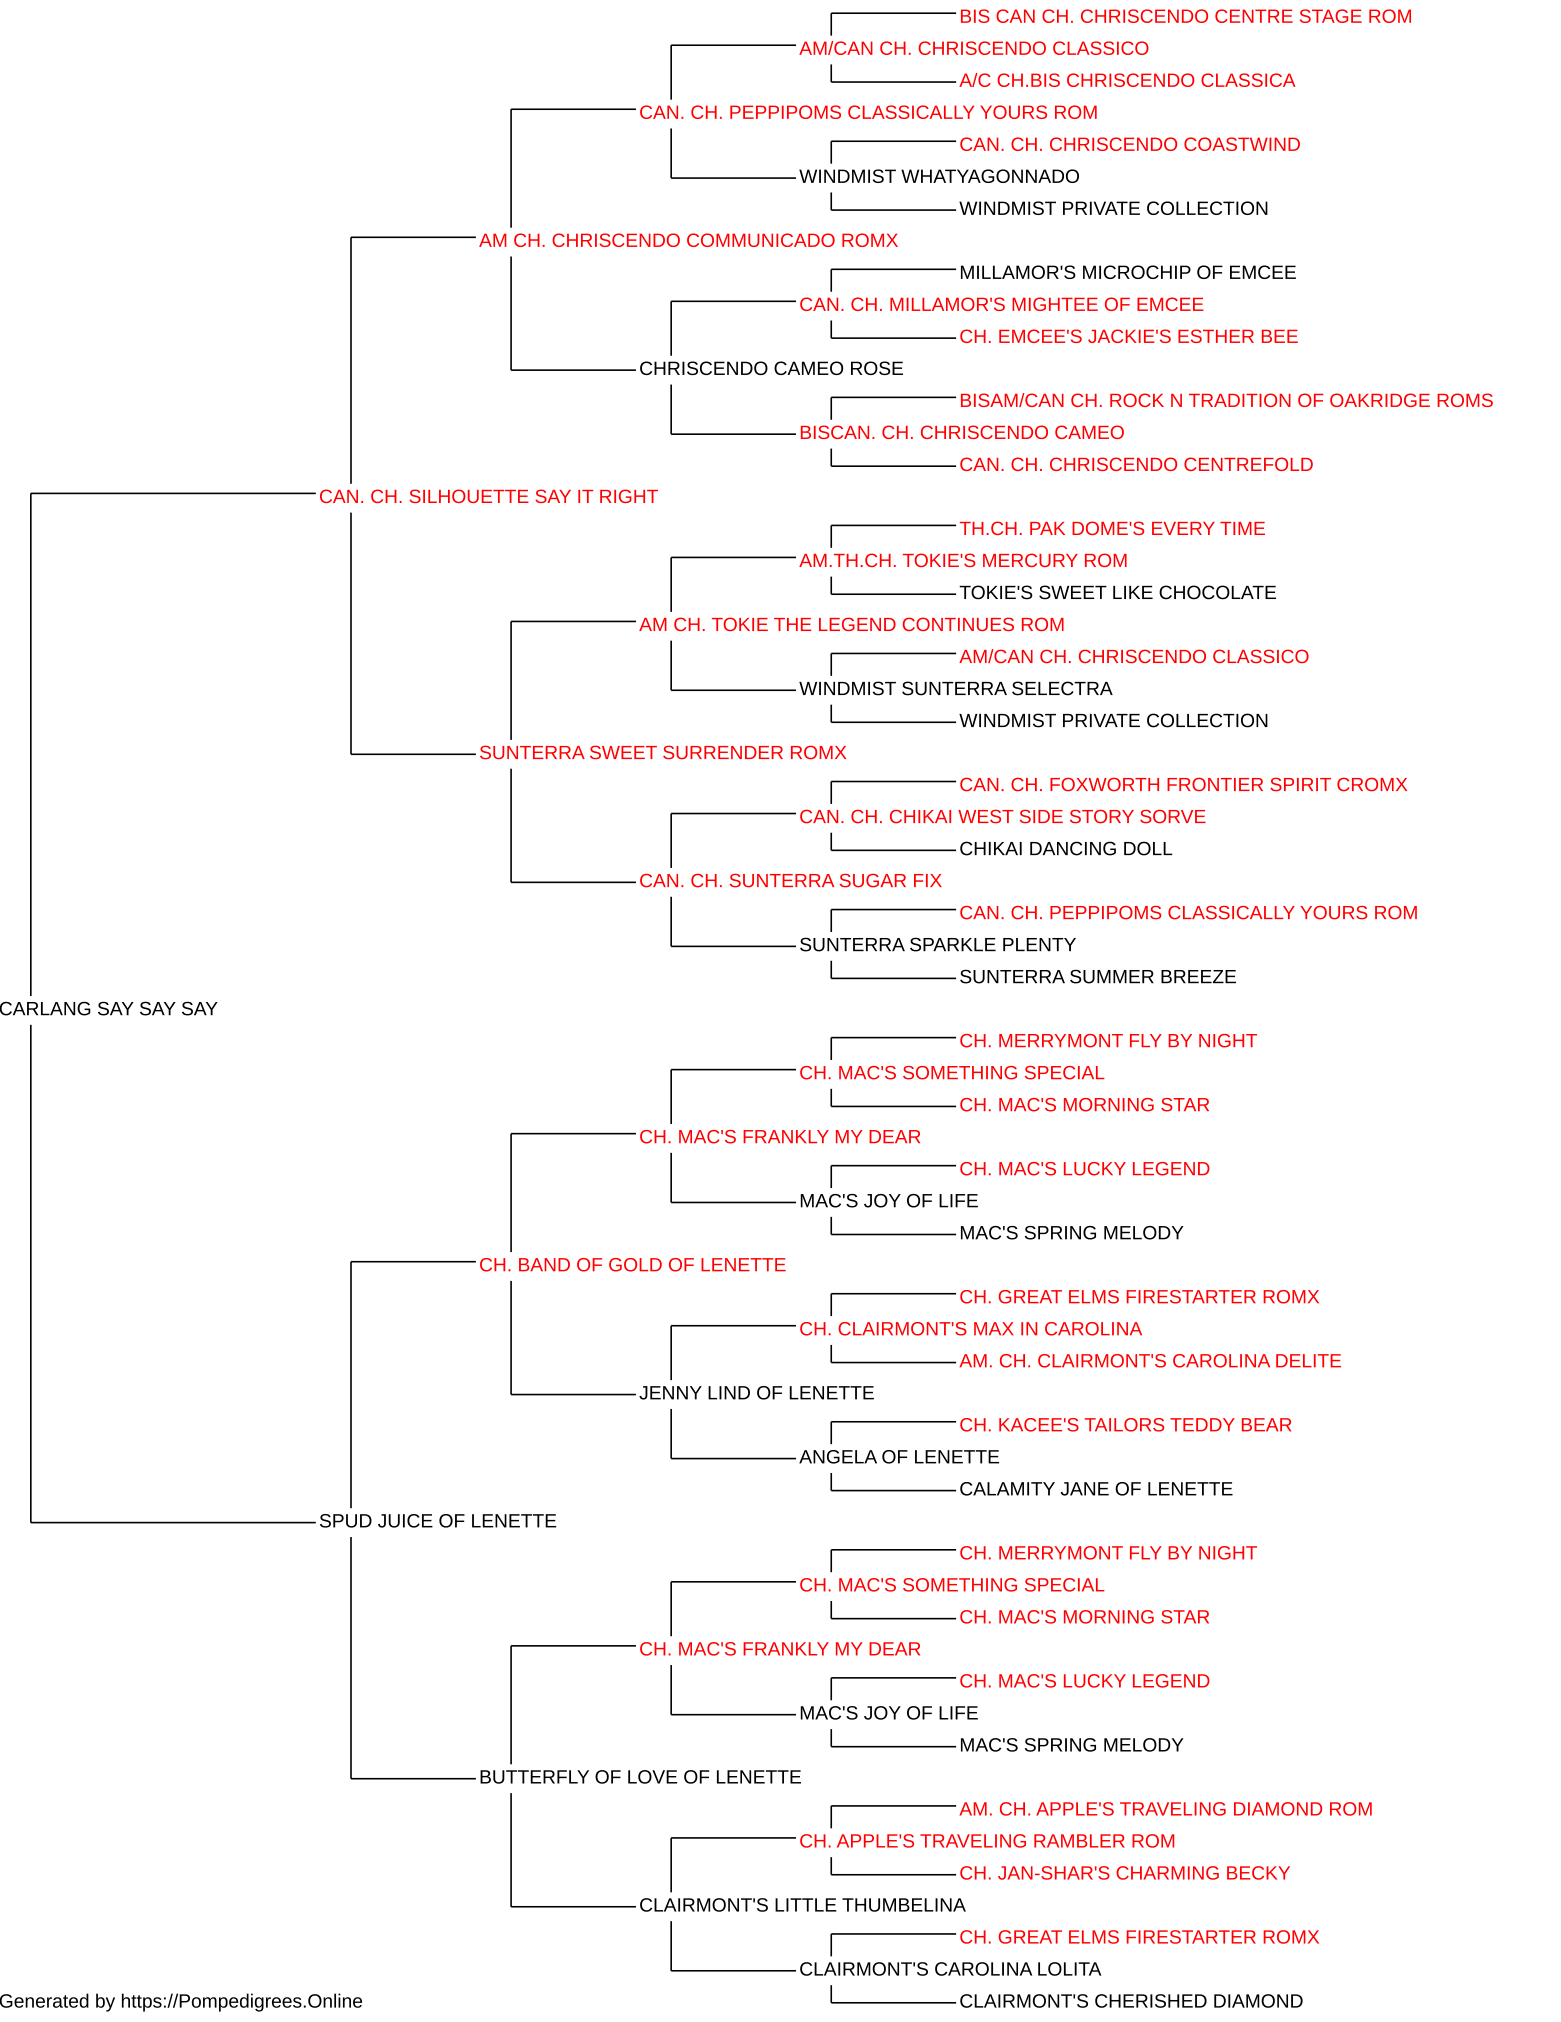 BIS CAN CH. CHRISCENDO CENTRE STAGE ROM
AM/CAN CH. CHRISCENDO CLASSICO
A/C CH.BIS CHRISCENDO CLASSICA
CAN. CH. PEPPIPOMS CLASSICALLY YOURS ROM
CAN. CH. CHRISCENDO COASTWIND
WINDMIST WHATYAGONNADO
WINDMIST PRIVATE COLLECTION
AM CH. CHRISCENDO COMMUNICADO ROMX
MILLAMOR'S MICROCHIP OF EMCEE
CAN. CH. MILLAMOR'S MIGHTEE OF EMCEE
CH. EMCEE'S JACKIE'S ESTHER BEE
CHRISCENDO CAMEO ROSE
BISAM/CAN CH. ROCK N TRADITION OF OAKRIDGE ROMS
BISCAN. CH. CHRISCENDO CAMEO
CAN. CH. CHRISCENDO CENTREFOLD
CAN. CH. SILHOUETTE SAY IT RIGHT
TH.CH. PAK DOME'S EVERY TIME
AM.TH.CH. TOKIE'S MERCURY ROM
TOKIE'S SWEET LIKE CHOCOLATE
AM CH. TOKIE THE LEGEND CONTINUES ROM
AM/CAN CH. CHRISCENDO CLASSICO
WINDMIST SUNTERRA SELECTRA
WINDMIST PRIVATE COLLECTION
SUNTERRA SWEET SURRENDER ROMX
CAN. CH. FOXWORTH FRONTIER SPIRIT CROMX
CAN. CH. CHIKAI WEST SIDE STORY SORVE
CHIKAI DANCING DOLL
CAN. CH. SUNTERRA SUGAR FIX
CAN. CH. PEPPIPOMS CLASSICALLY YOURS ROM
SUNTERRA SPARKLE PLENTY
SUNTERRA SUMMER BREEZE
CARLANG SAY SAY SAY
CH. MERRYMONT FLY BY NIGHT
CH. MAC'S SOMETHING SPECIAL
CH. MAC'S MORNING STAR
CH. MAC'S FRANKLY MY DEAR
CH. MAC'S LUCKY LEGEND
MAC'S JOY OF LIFE
MAC'S SPRING MELODY
CH. BAND OF GOLD OF LENETTE
CH. GREAT ELMS FIRESTARTER ROMX
CH. CLAIRMONT'S MAX IN CAROLINA
AM. CH. CLAIRMONT'S CAROLINA DELITE
JENNY LIND OF LENETTE
CH. KACEE'S TAILORS TEDDY BEAR
ANGELA OF LENETTE
CALAMITY JANE OF LENETTE
SPUD JUICE OF LENETTE
CH. MERRYMONT FLY BY NIGHT
CH. MAC'S SOMETHING SPECIAL
CH. MAC'S MORNING STAR
CH. MAC'S FRANKLY MY DEAR
CH. MAC'S LUCKY LEGEND
MAC'S JOY OF LIFE
MAC'S SPRING MELODY
BUTTERFLY OF LOVE OF LENETTE
AM. CH. APPLE'S TRAVELING DIAMOND ROM
CH. APPLE'S TRAVELING RAMBLER ROM
CH. JAN-SHAR'S CHARMING BECKY
CLAIRMONT'S LITTLE THUMBELINA
CH. GREAT ELMS FIRESTARTER ROMX
CLAIRMONT'S CAROLINA LOLITA
CLAIRMONT'S CHERISHED DIAMOND
Generated by https://Pompedigrees.Online